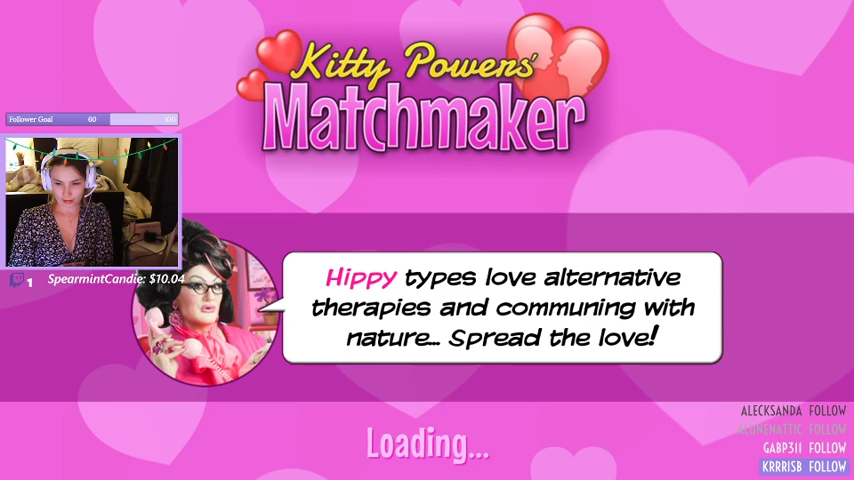 Kitty Powers'
Matchmaker
Follower Goal 60 100
1 SpearmintCandie: $10.04
Hippy types love alternative
therapies and communing with
nature... Spread the love!
Loading...
ALECKSANDA FOLLOW
FOLLOW
GABP311 FOLLOW
KRRRISB FOLLOW